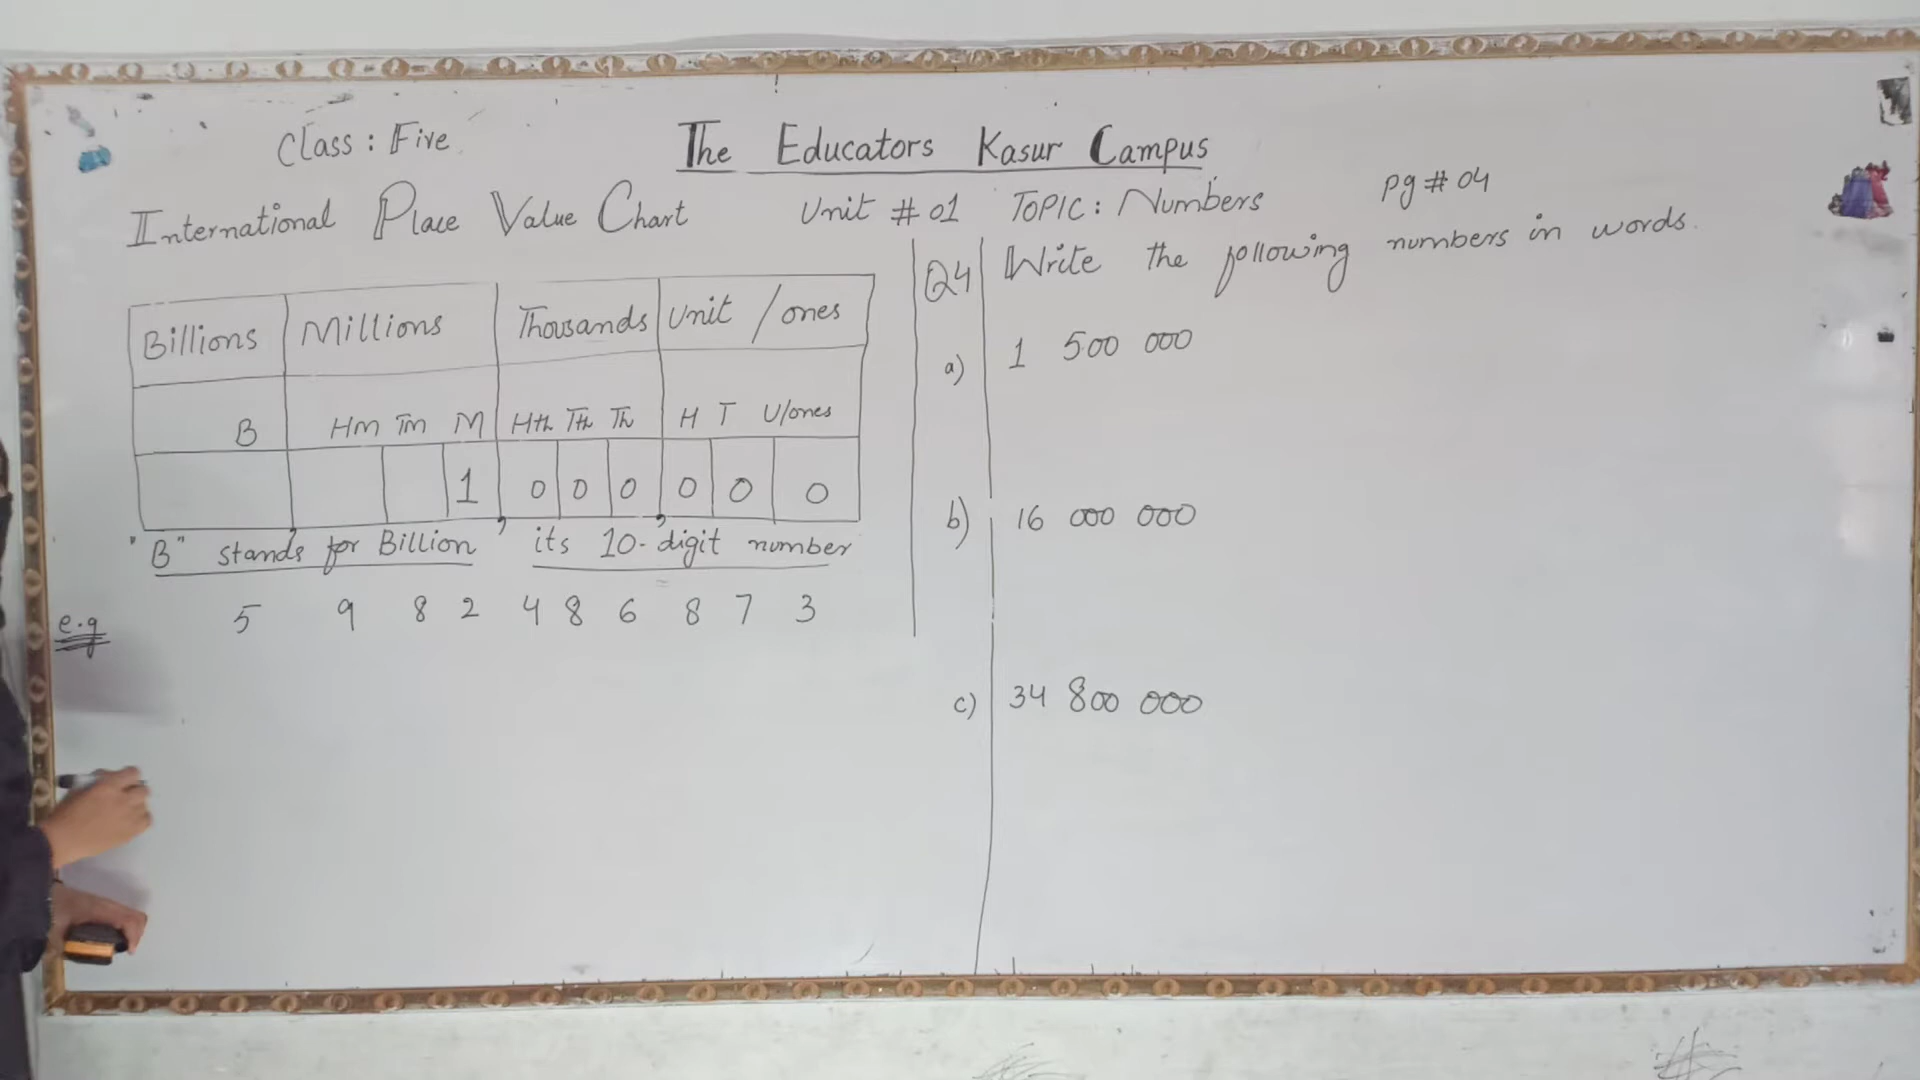 Class: Five
The Educators Kasur Campus
International Place Value Chart
Unit # 01 TOPIC: Numbers
pg # 04
Billions Millions Thousands Unit / ones
B Hm Tm M Hth Tth Th H T U/ones
1 0 0 0 0 0 0
, , ,
"B" stands for Billion its 10-digit number
e.g 5 9 8 2 4 8 6 8 7 3
Q4 Write the following numbers in words.
a) 1 500 000
b) 16 000 000
c) 34 800 000